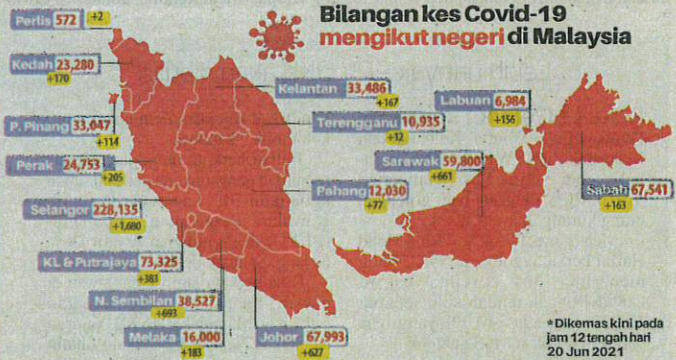 Bilangan kes Covid-19
mengikut negeri di Malaysia
Perlis 572 +2
Kedah 23,280
+170
P. Pinang 33,047
+114
Perak 24,753
+205
Selangor 228,135
+1,680
KL & Putrajaya 73,325
+383
N. Sembilan 38,527
+693
Melaka 16,000
+183
Johor 67,993
+627
Kelantan 33,486
+167
Terengganu 10,935
+12
Pahang 12,030
+77
Labuan 6,984
+156
Sarawak 59,800
+661
Sabah 67,541
+163
*Dikemas kini pada
jam 12 tengah hari
20 Jun 2021